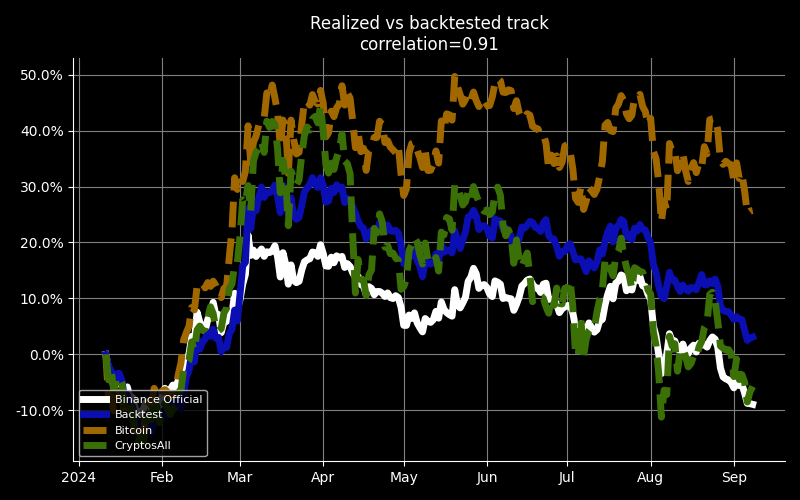 Realized vs backtested track
correlation=0.91
50.0%
40.0%
30.0%
20.0%
10.0%
0.0%
-10.0%
Binance Official
Backtest
Bitcoin
CryptosAll
2024 Feb Mar Apr May Jun Jul Aug Sep